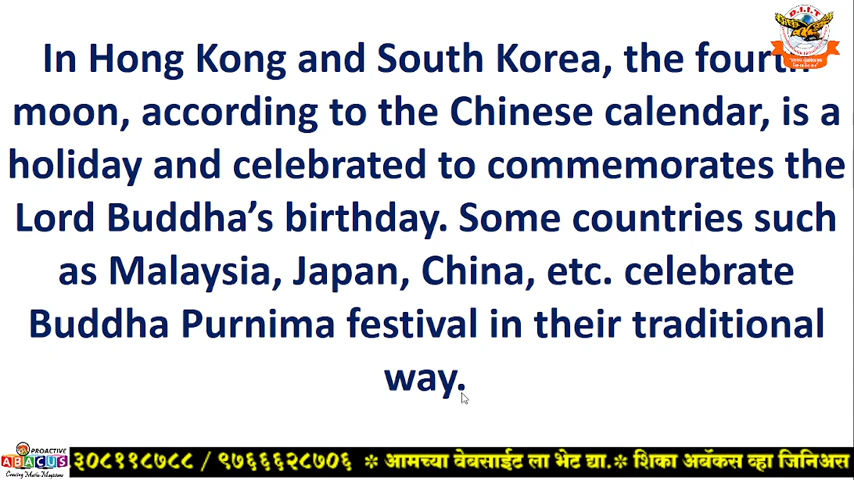 In Hong Kong and South Korea, the fourth
moon, according to the Chinese calendar, is a
holiday and celebrated to commemorates the
Lord Buddha's birthday. Some countries such
as Malaysia, Japan, China, etc. celebrate
Buddha Purnima festival in their traditional
way.
D.I.I.T
PROACTIVE
ABACUS
३०८११८७८८ / ९७६६६२८७०६ * आमच्या वेबसाईट ला भेट द्या.* शिका अबॅकस व्हा जिनिअस